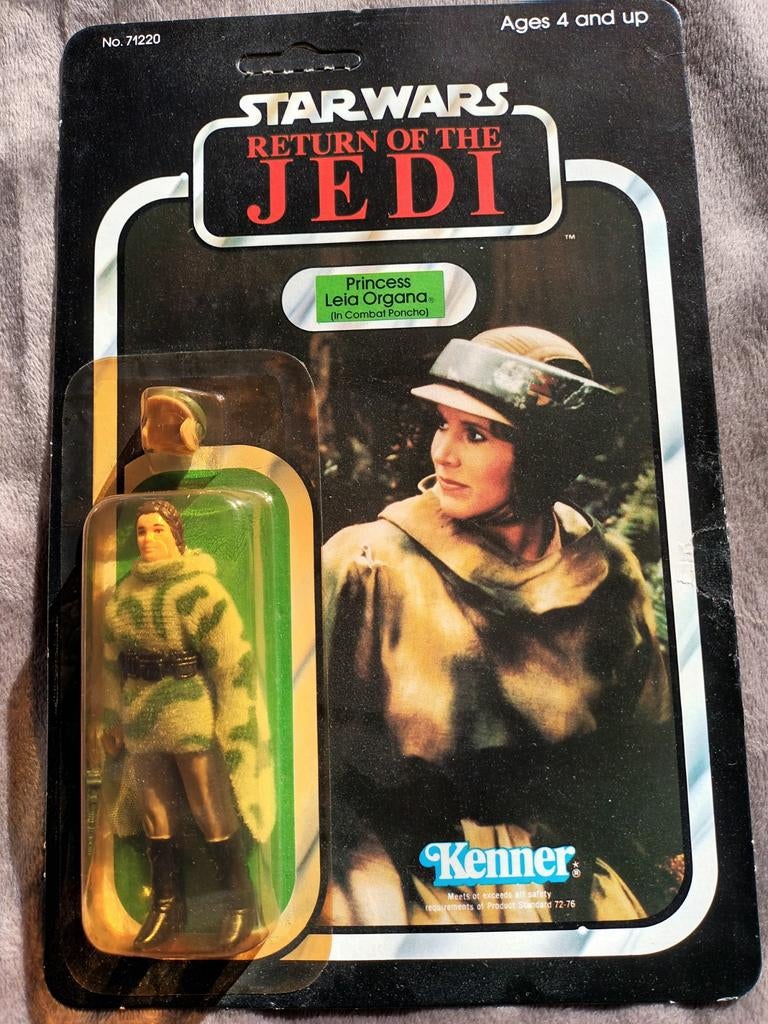 No. 71220
Ages 4 and up
STAR WARS
RETURN OF THE
JEDI
™
Princess
Leia Organa®
(In Combat Poncho)
Kenner®
Meets or exceeds all safety
requirements of Product Standard 72-76